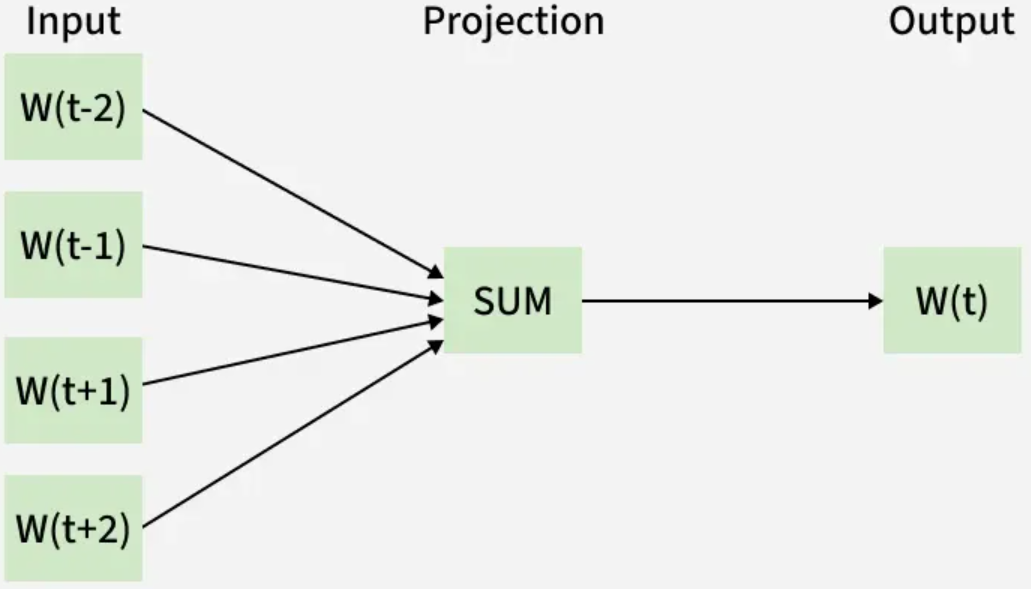 Input
Projection
Output
W(t-2)
W(t-1)
W(t+1)
W(t+2)
SUM
W(t)